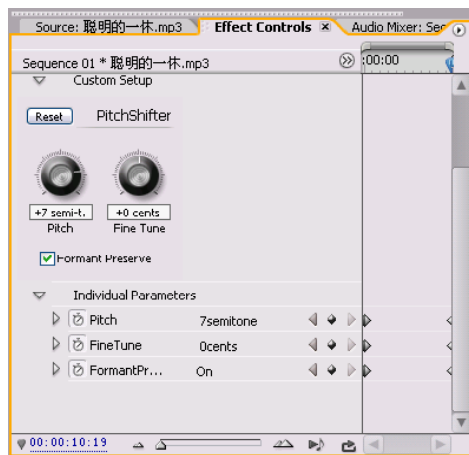 Source: 聪明的一休.mp3 Effect Controls Audio Mixer: Seq
Sequence 01 * 聪明的一休.mp3 :00:00
Custom Setup
Reset PitchShifter
+7 semi-t. +0 cents
Pitch Fine Tune
Formant Preserve
Individual Parameters
Pitch 7semitone
FineTune 0cents
FormantPr... On
00:00:10:19